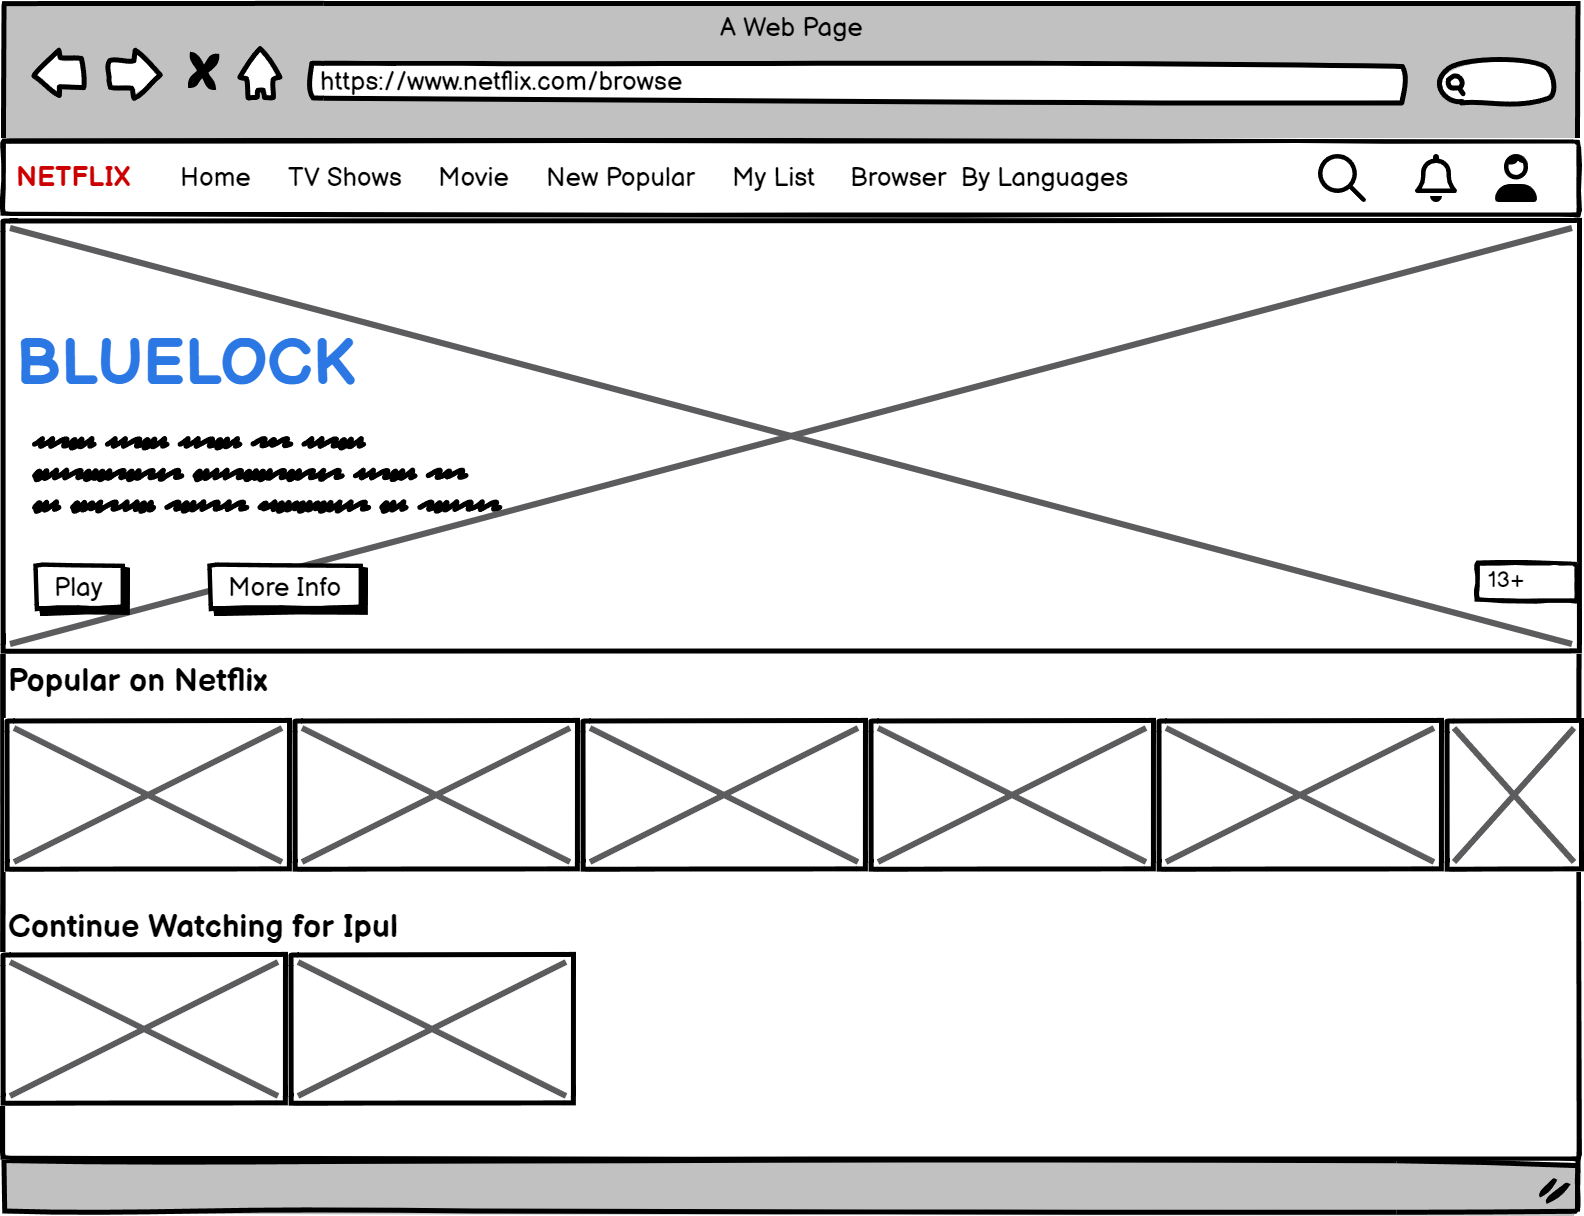 A Web Page
https://www.netflix.com/browse
NETFLIX Home TV Shows Movie New Popular My List Browser By Languages
BLUELOCK
Play More Info 13+
Popular on Netflix
Continue Watching for Ipul